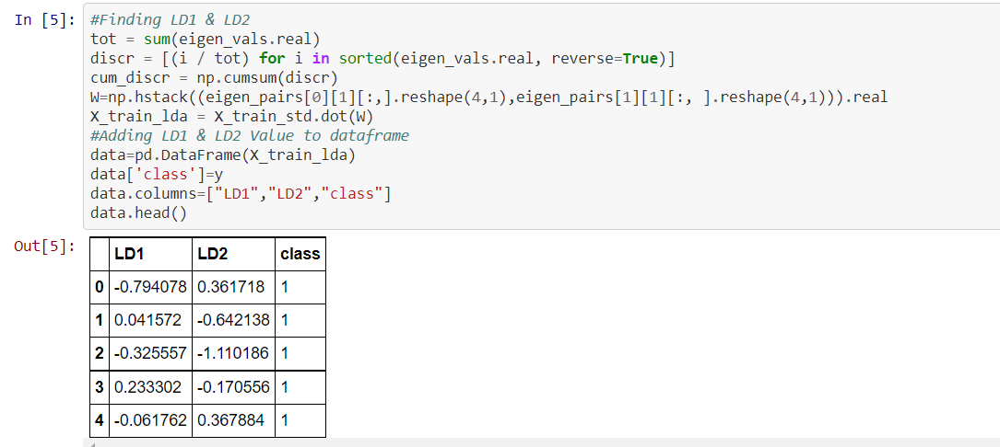 In [5]: #Finding LD1 & LD2
tot = sum(eigen_vals.real)
discr = [(i / tot) for i in sorted(eigen_vals.real, reverse=True)]
cum_discr = np.cumsum(discr)
W=np.hstack((eigen_pairs[0][1][:,].reshape(4,1),eigen_pairs[1][1][:, ].reshape(4,1))).real
X_train_lda = X_train_std.dot(W)
#Adding LD1 & LD2 Value to dataframe
data=pd.DataFrame(X_train_lda)
data['class']=y
data.columns=["LD1","LD2","class"]
data.head()
Out[5]:
LD1 LD2 class
0 -0.794078 0.361718 1
1 0.041572 -0.642138 1
2 -0.325557 -1.110186 1
3 0.233302 -0.170556 1
4 -0.061762 0.367884 1